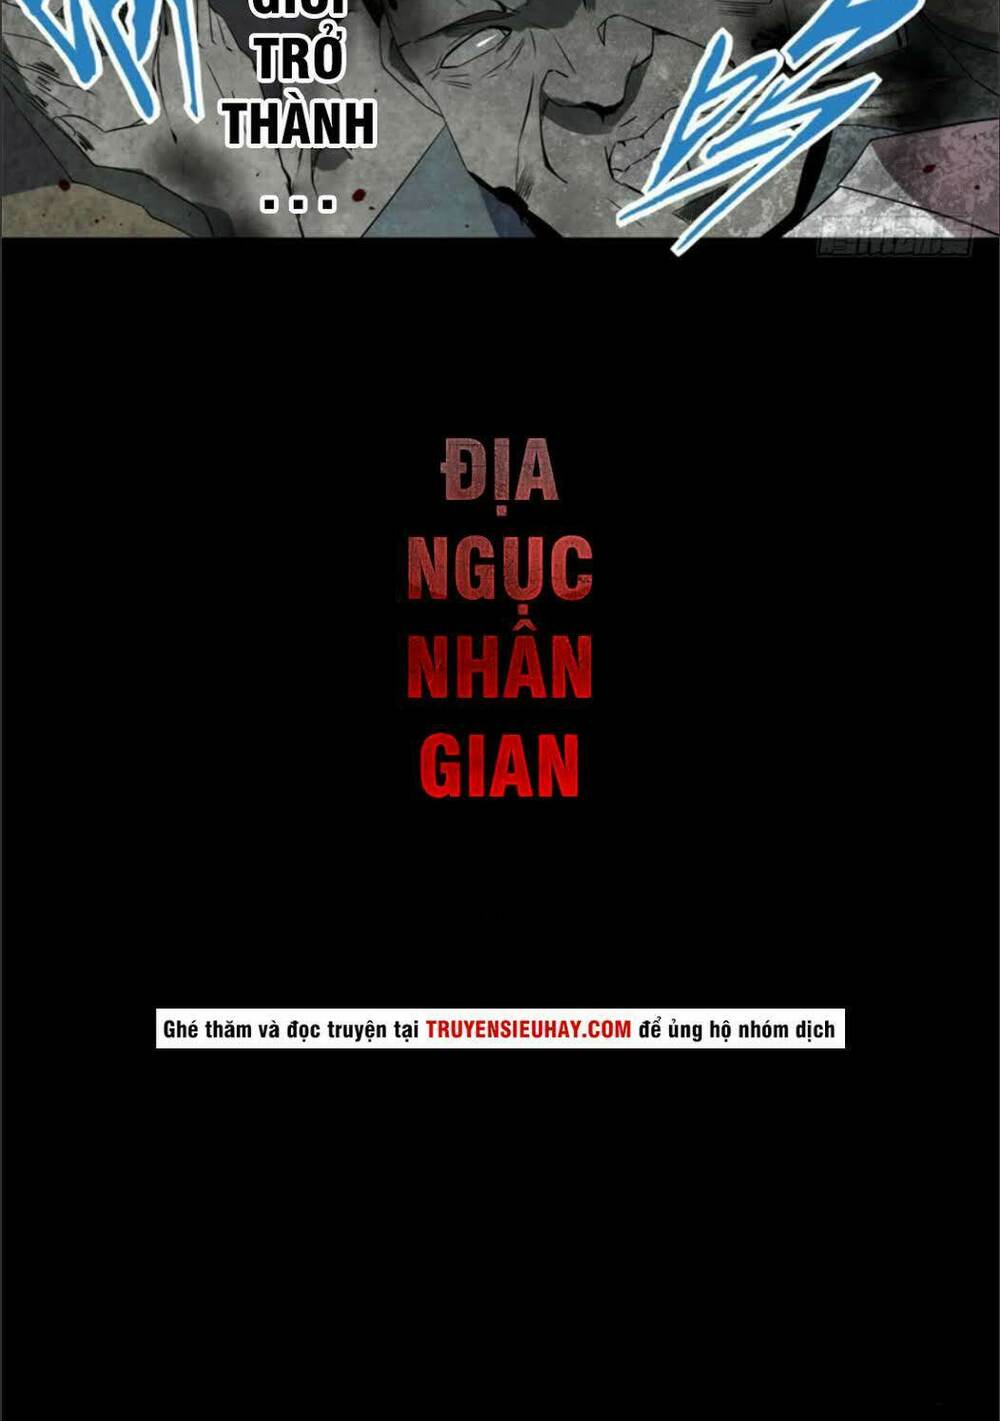 GIỚI
TRỞ
THÀNH
...
ĐỊA
NGỤC
NHÂN
GIAN
Ghé thăm và đọc truyện tại TRUYENSIEUHAY.COM để ủng hộ nhóm dịch